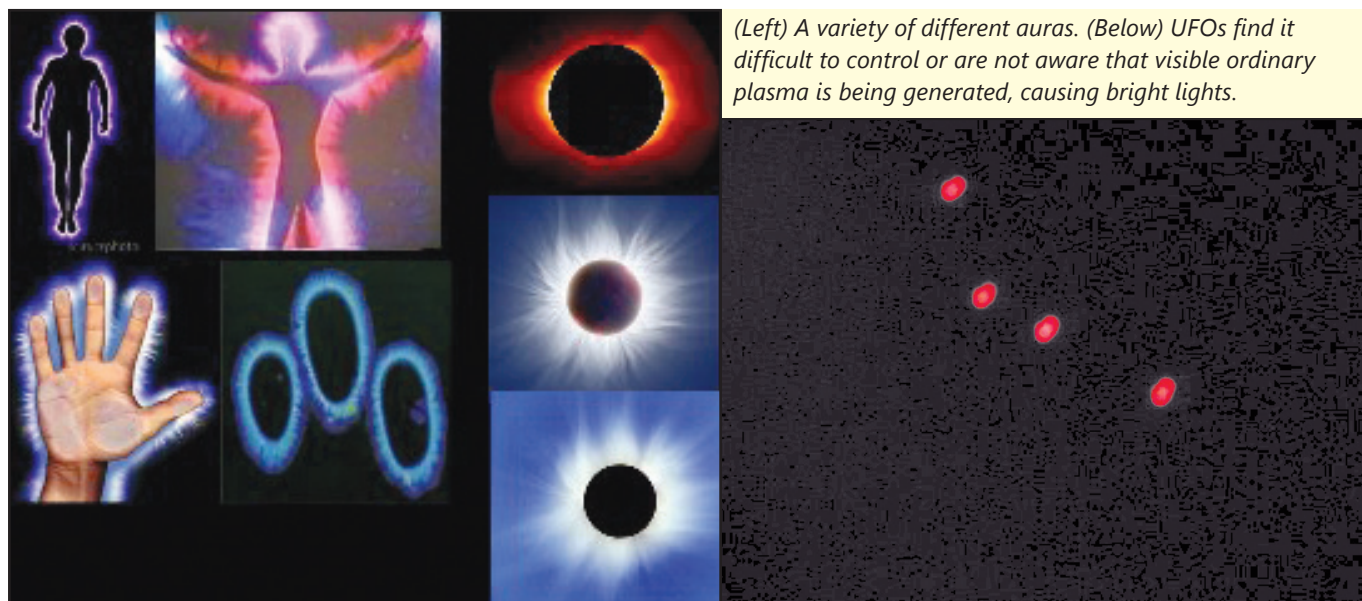 (Left) A variety of different auras. (Below) UFOs find it
difficult to control or are not aware that visible ordinary
plasma is being generated, causing bright lights.